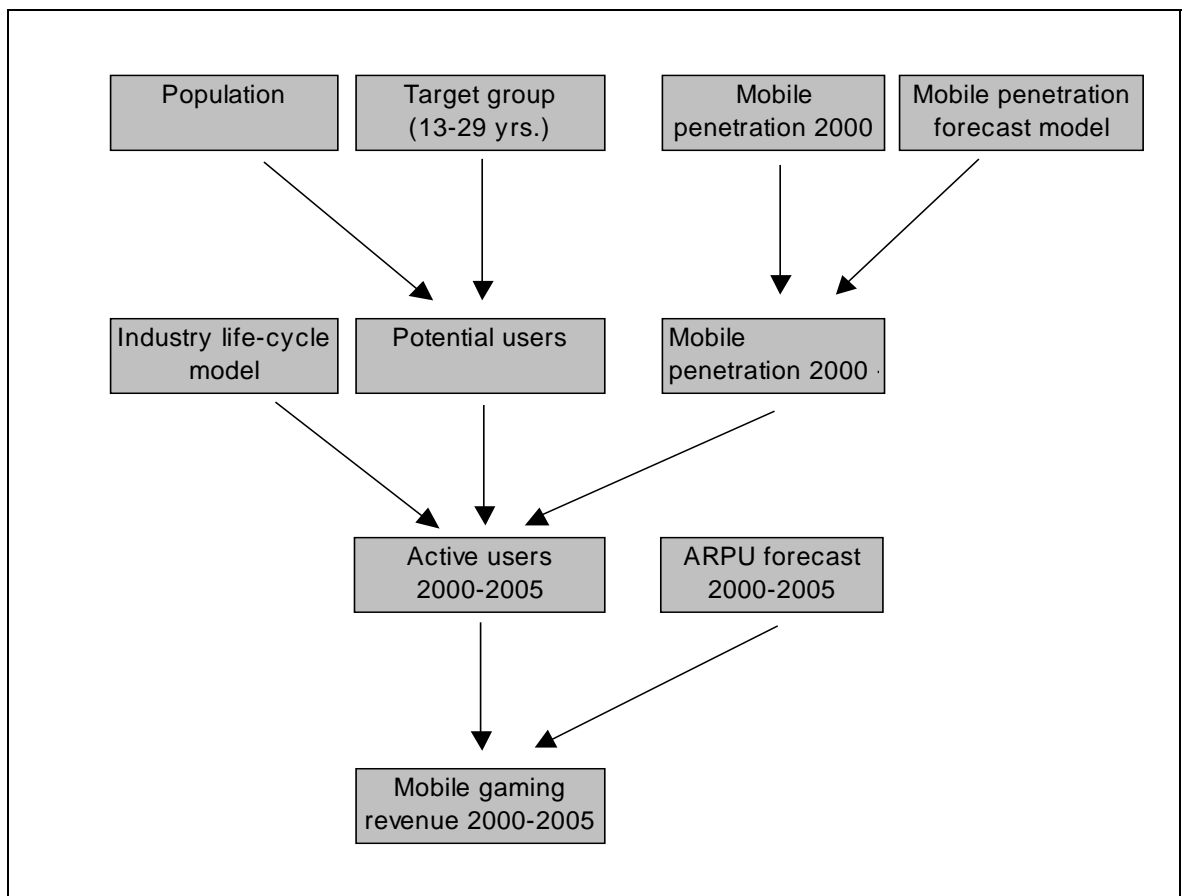 Population
Target group
(13-29 yrs.)
Mobile
penetration 2000
Mobile penetration
forecast model
Industry life-cycle
model
Potential users
Mobile
penetration 2000 -
Active users
2000-2005
ARPU forecast
2000-2005
Mobile gaming
revenue 2000-2005